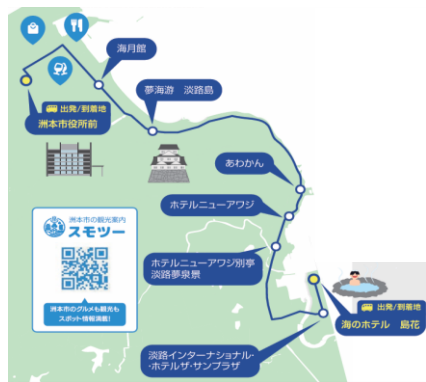 海月館
夢海游　淡路島
出発/到着地
洲本市役所前
あわかん
ホテルニューアワジ
洲本市の観光案内
スモツー
ホテルニューアワジ別亭
淡路夢泉景
洲本市のグルメも観光も
スポット情報満載!
出発/到着地
海のホテル　島花
淡路インターナショナル・
・ホテルザ・サンプラザ